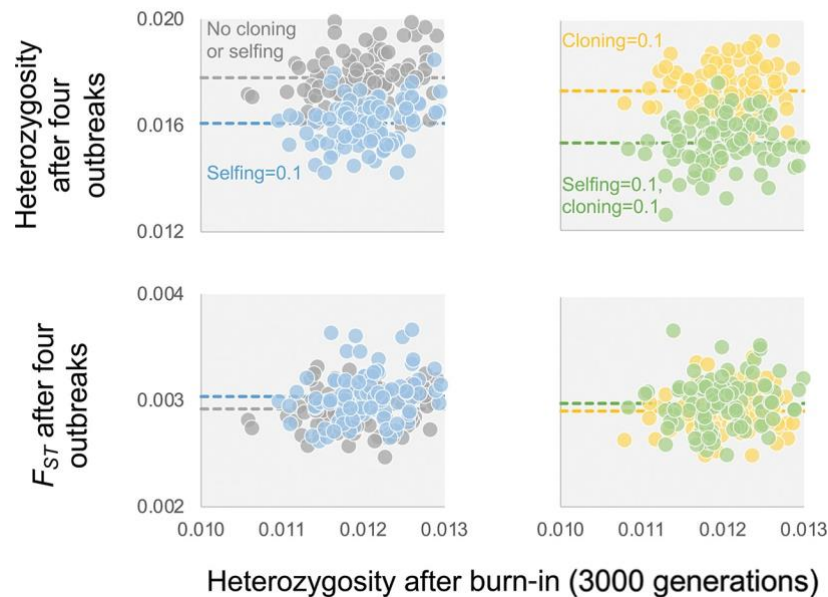 Heterozygosity
after four
outbreaks
0.020
0.016
0.012
No cloning
or selfing
Selfing=0.1
Cloning=0.1
Selfing=0.1,
cloning=0.1
FST after four
outbreaks
0.004
0.003
0.002
0.010 0.011 0.012 0.013
0.010 0.011 0.012 0.013
Heterozygosity after burn-in (3000 generations)